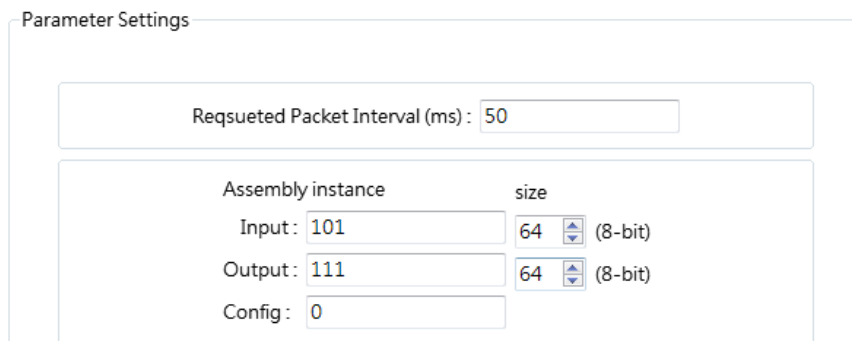 Parameter Settings
Reqsueted Packet Interval (ms) : 50
Assembly instance size
Input : 101 64 (8-bit)
Output : 111 64 (8-bit)
Config : 0